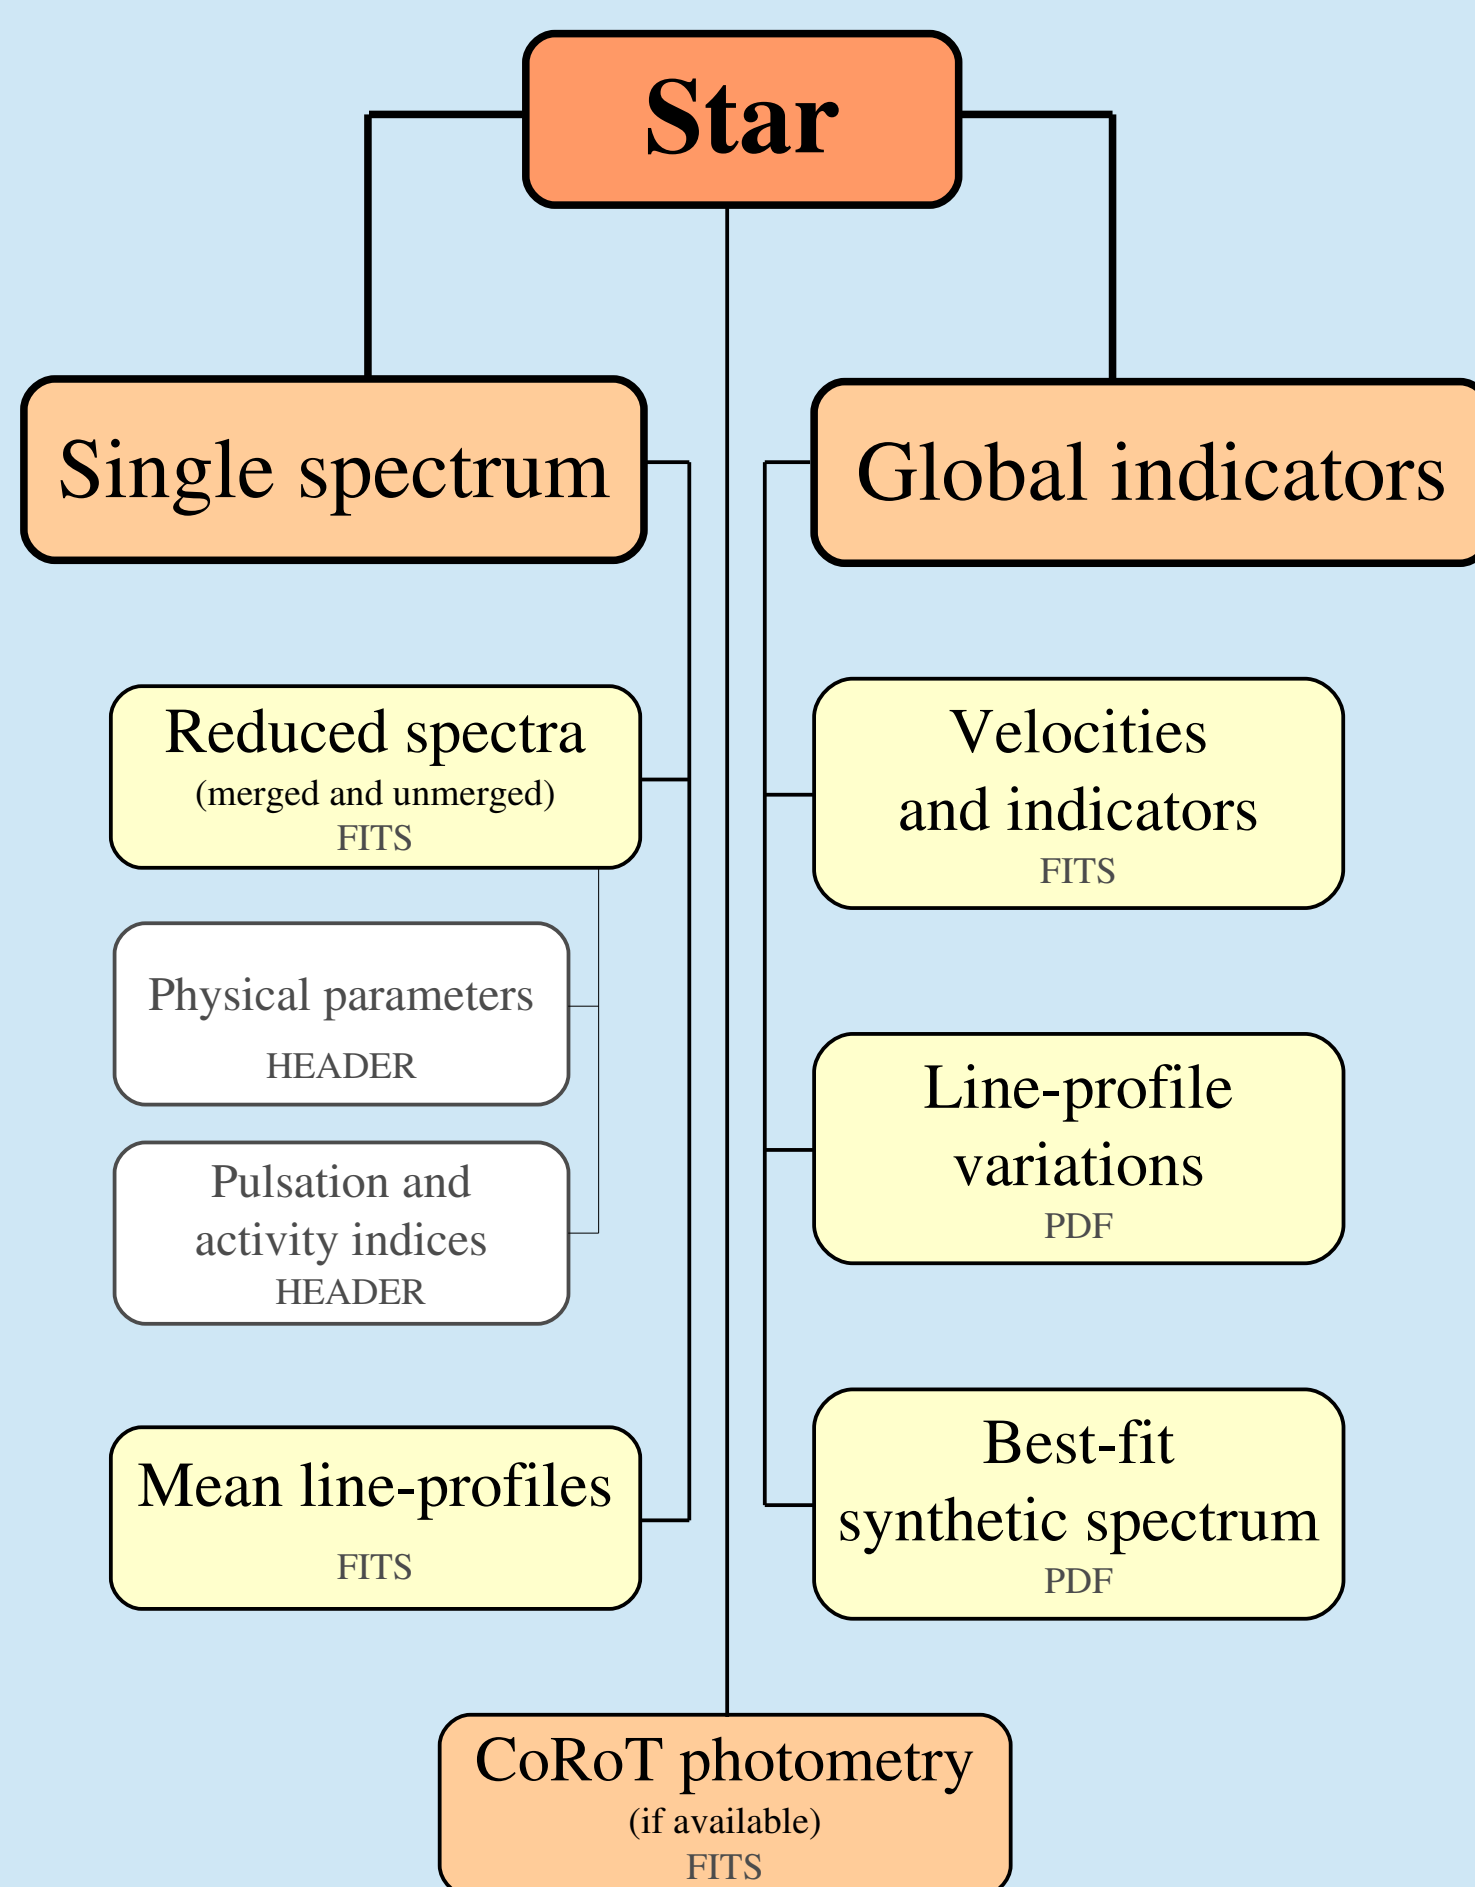 Star
Single spectrum
Global indicators
Reduced spectra
(merged and unmerged)
FITS
Physical parameters
HEADER
Pulsation and
activity indices
HEADER
Mean line-profiles
FITS
Velocities
and indicators
FITS
Line-profile
variations
PDF
Best-fit
synthetic spectrum
PDF
CoRoT photometry
(if available)
FITS